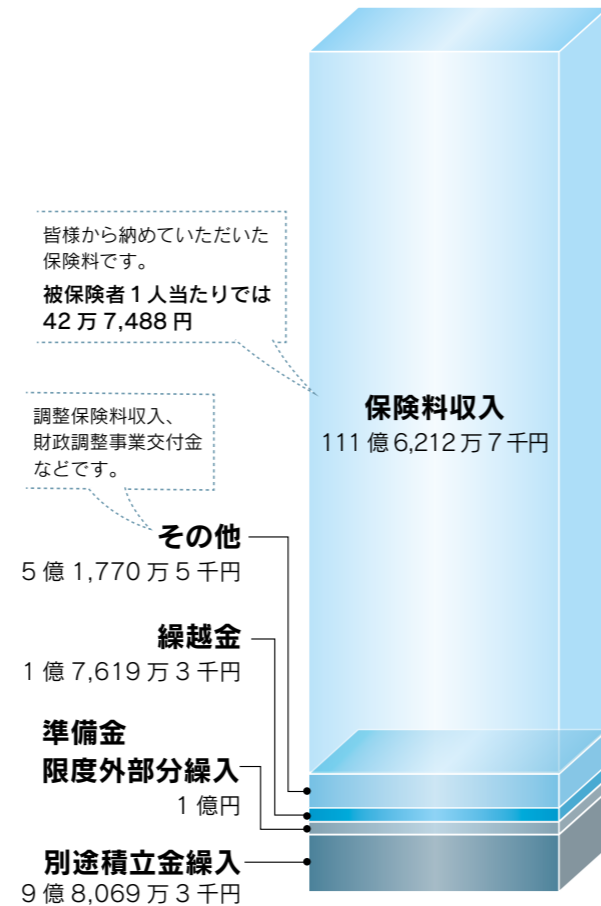 皆様から納めていただいた
保険料です。
被保険者1人当たりでは
42万7,488円
保険料収入
111億6,212万7千円
調整保険料収入、
財政調整事業交付金
などです。
その他
5億1,770万5千円
繰越金
1億7,619万3千円
準備金
限度外部分繰入
1億円
別途積立金繰入
9億8,069万3千円